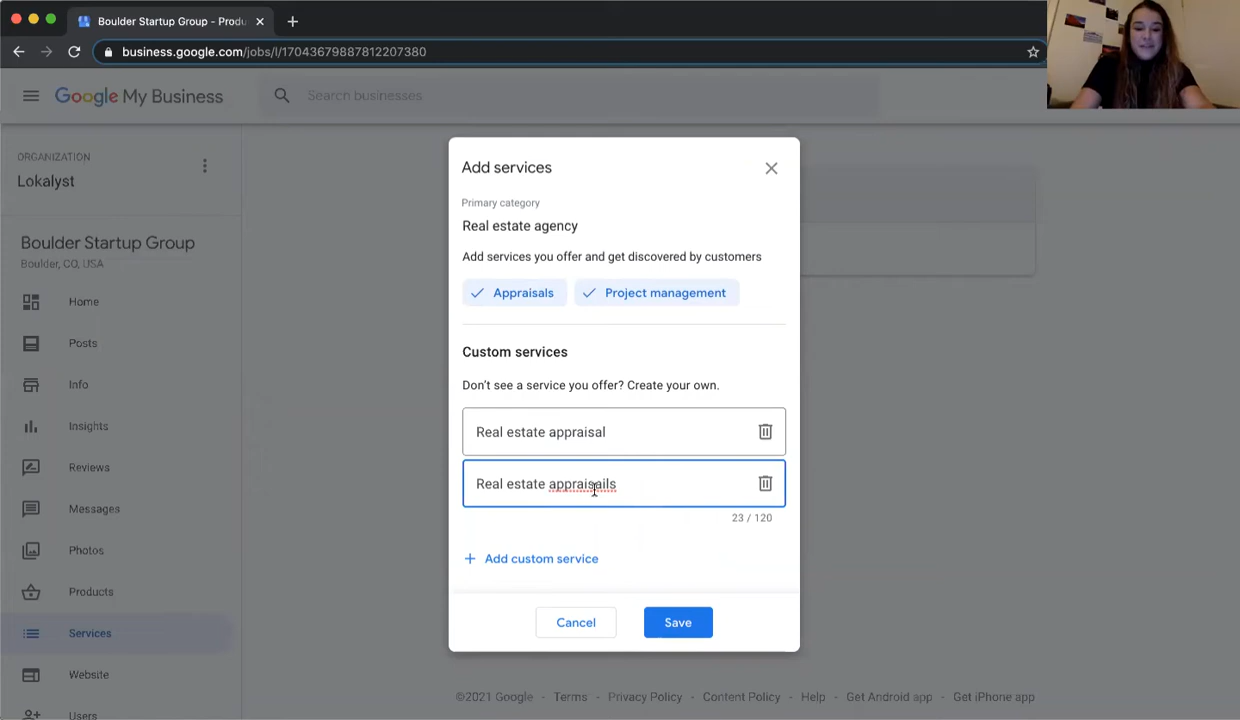 Boulder Startup Group - Produ
business.google.com/jobs/l/17043679887812207380
Google My Business
Search businesses
ORGANIZATION
Lokalyst
Boulder Startup Group
Boulder, CO, USA
Home
Posts
Info
Insights
Reviews
Messages
Photos
Products
Services
Website
Users
Add services
Primary category
Real estate agency
Add services you offer and get discovered by customers
Appraisals
Project management
Custom services
Don't see a service you offer? Create your own.
Real estate appraisal
Real estate appraisails
23 / 120
+ Add custom service
Cancel
Save
©2021 Google - Terms - Privacy Policy - Content Policy - Help - Get Android app - Get iPhone app